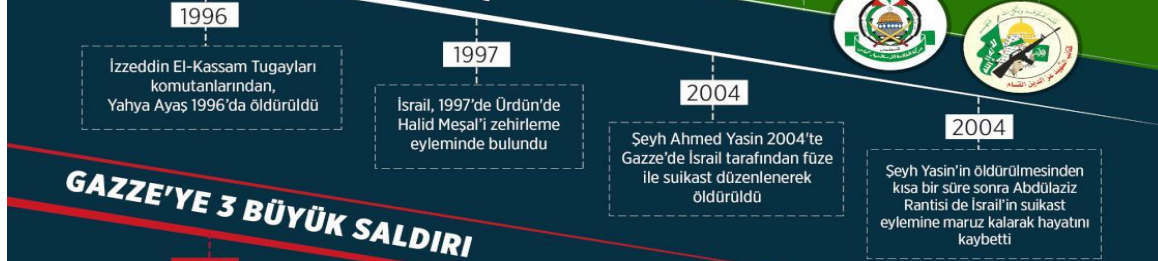 1996
İzzeddin El-Kassam Tugayları
komutanlarından,
Yahya Ayaş 1996'da öldürüldü
1997
İsrail, 1997'de Ürdün'de
Halid Meşal'i zehirleme
eyleminde bulundu
2004
Şeyh Ahmed Yasin 2004'te
Gazze'de İsrail tarafından füze
ile suikast düzenlenerek
öldürüldü
2004
Şeyh Yasin'in öldürülmesinden
kısa bir süre sonra Abdülaziz
Rantisi de İsrail'in suikast
eylemine maruz kalarak hayatını
kaybetti
GAZZE'YE 3 BÜYÜK SALDIRI